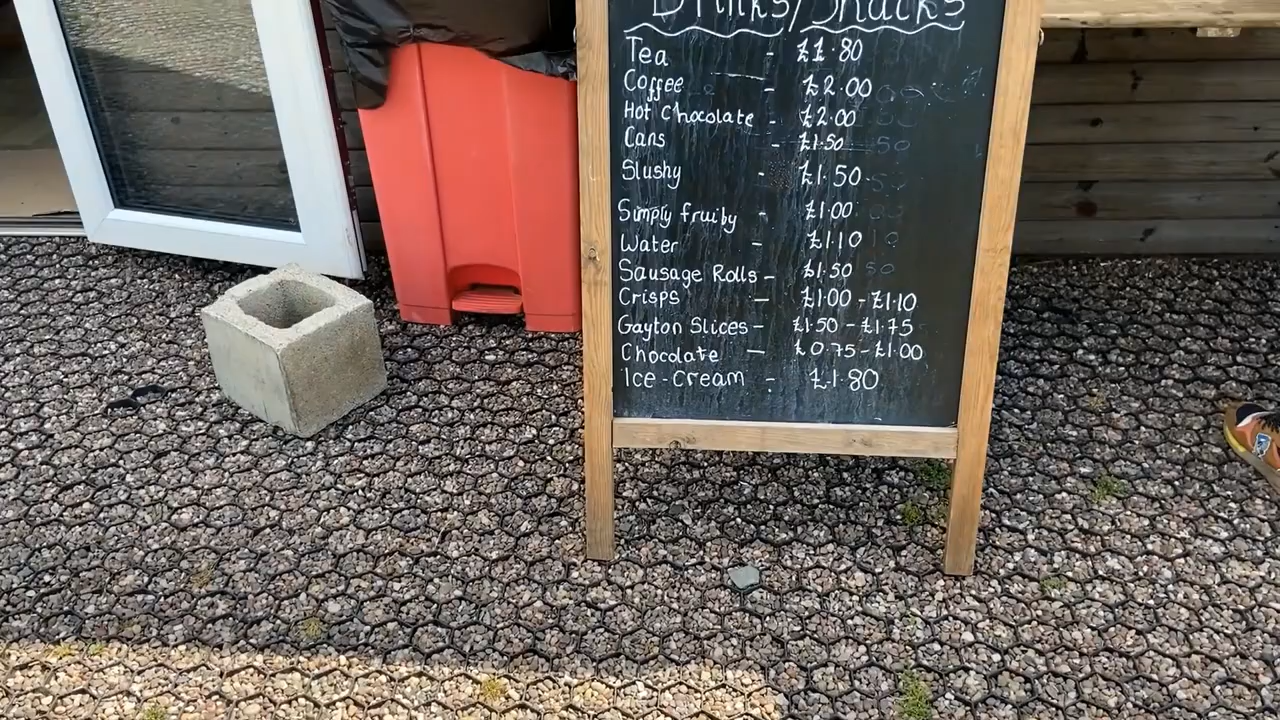 Drinks/Snacks
Tea - £1.80
Coffee - £2.00
Hot Chocolate - £2.00
Cans - £1.50
Slushy - £1.50
Simply fruity - £1.00
Water - £1.10
Sausage Rolls - £1.50
Crisps - £1.00 - £1.10
Gayton Slices - £1.50 - £1.75
Chocolate - £0.75 - £1.00
Ice-Cream - £1.80